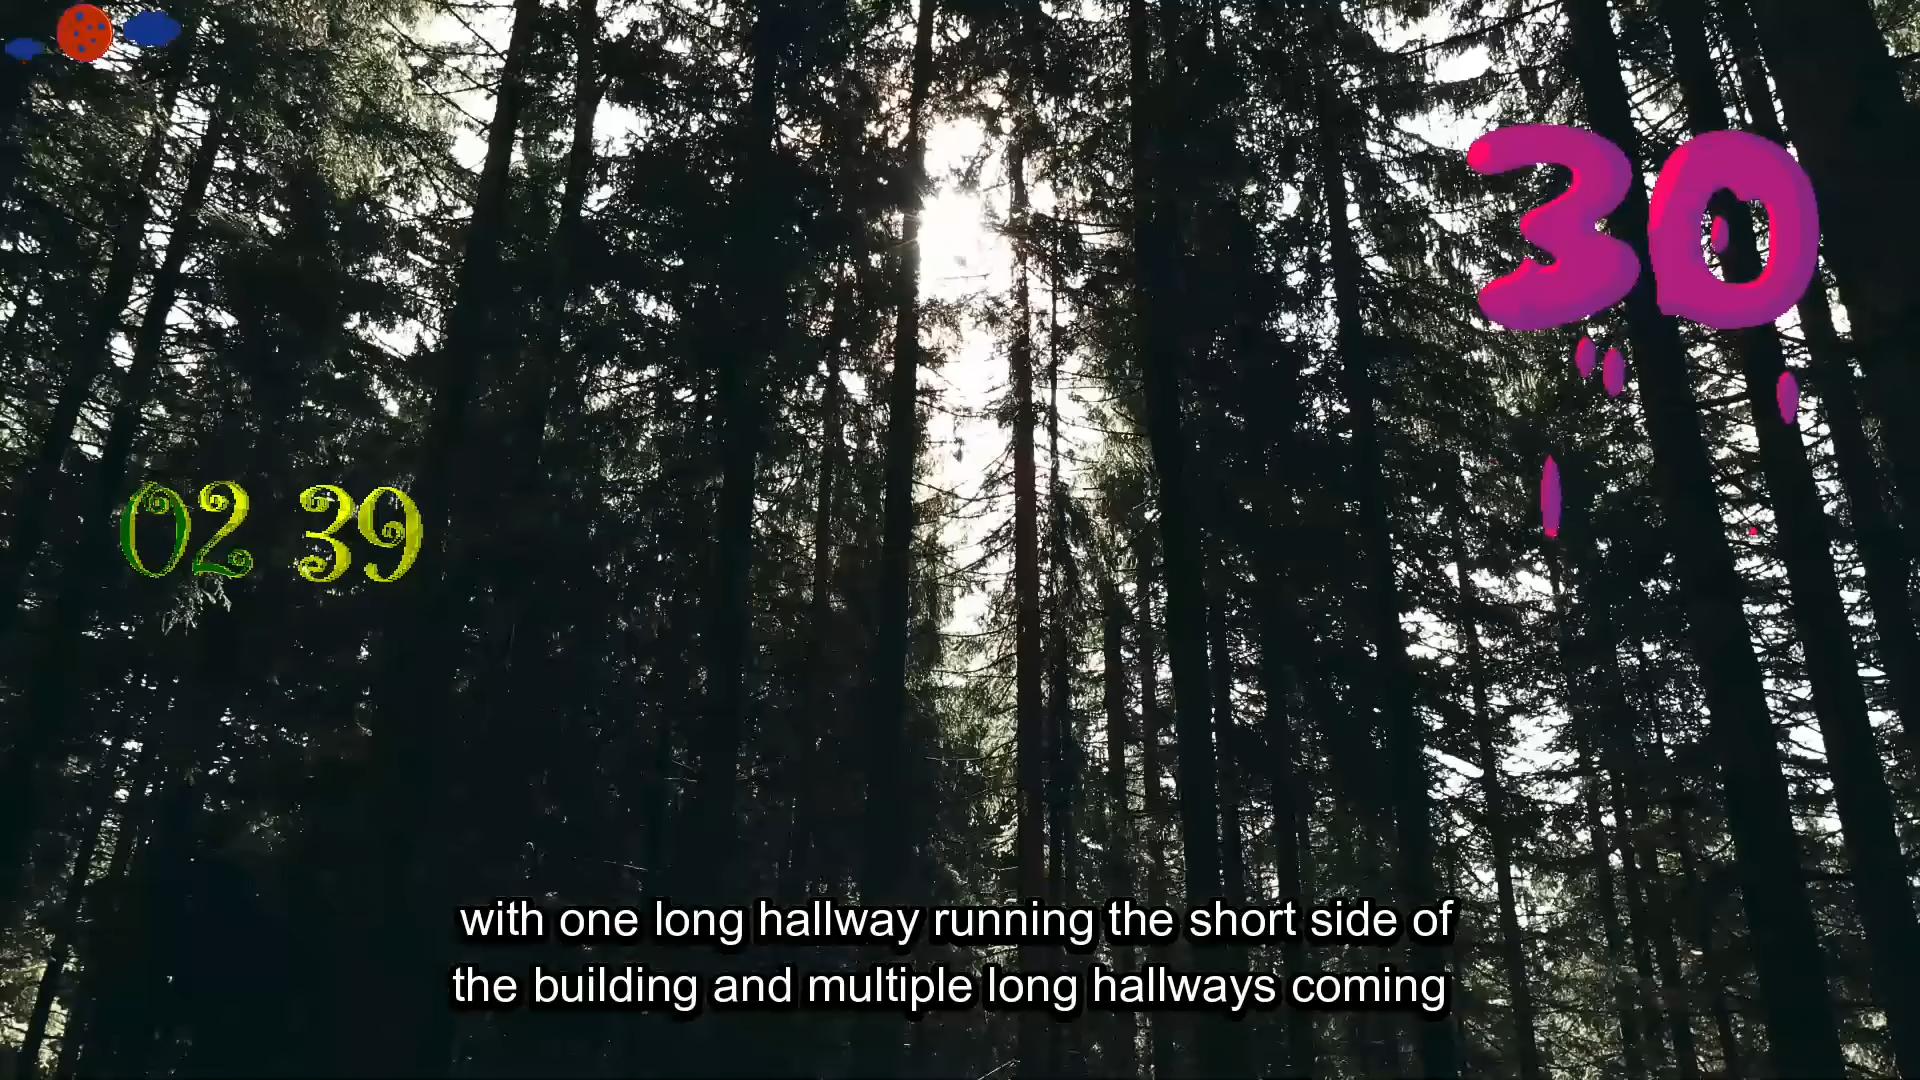 30
02 39
with one long hallway running the short side of
the building and multiple long hallways coming